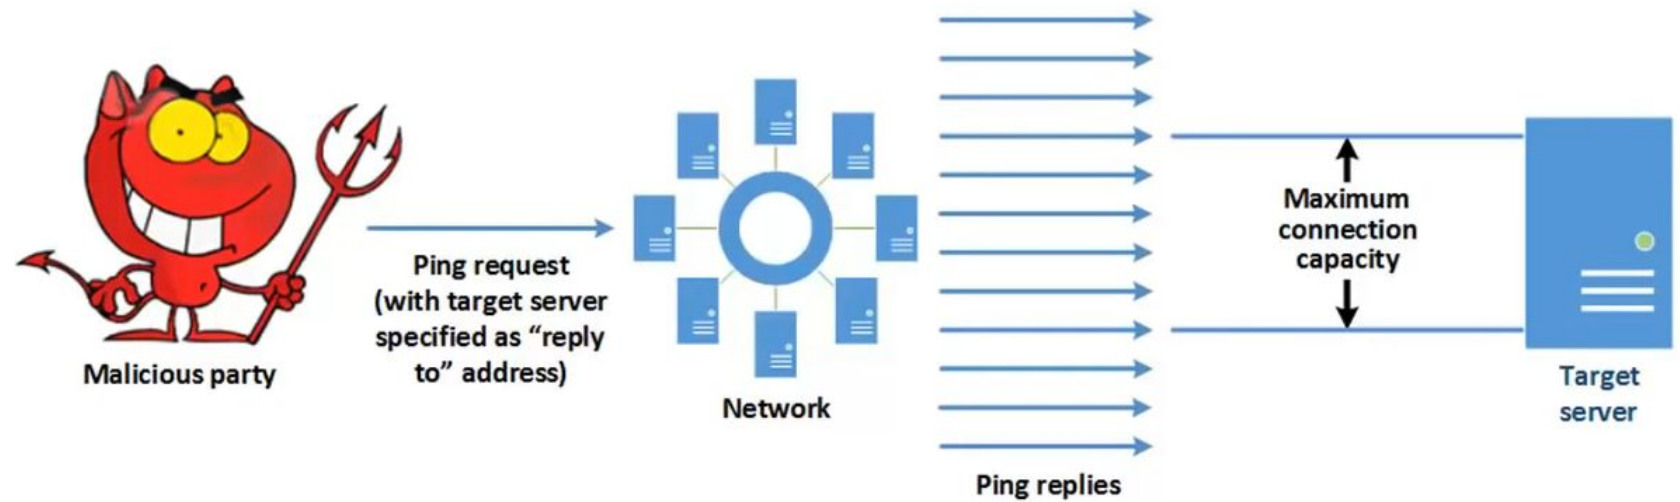 Malicious party
Ping request
(with target server
specified as “reply
to” address)
Network
Ping replies
Maximum
connection
capacity
Target
server